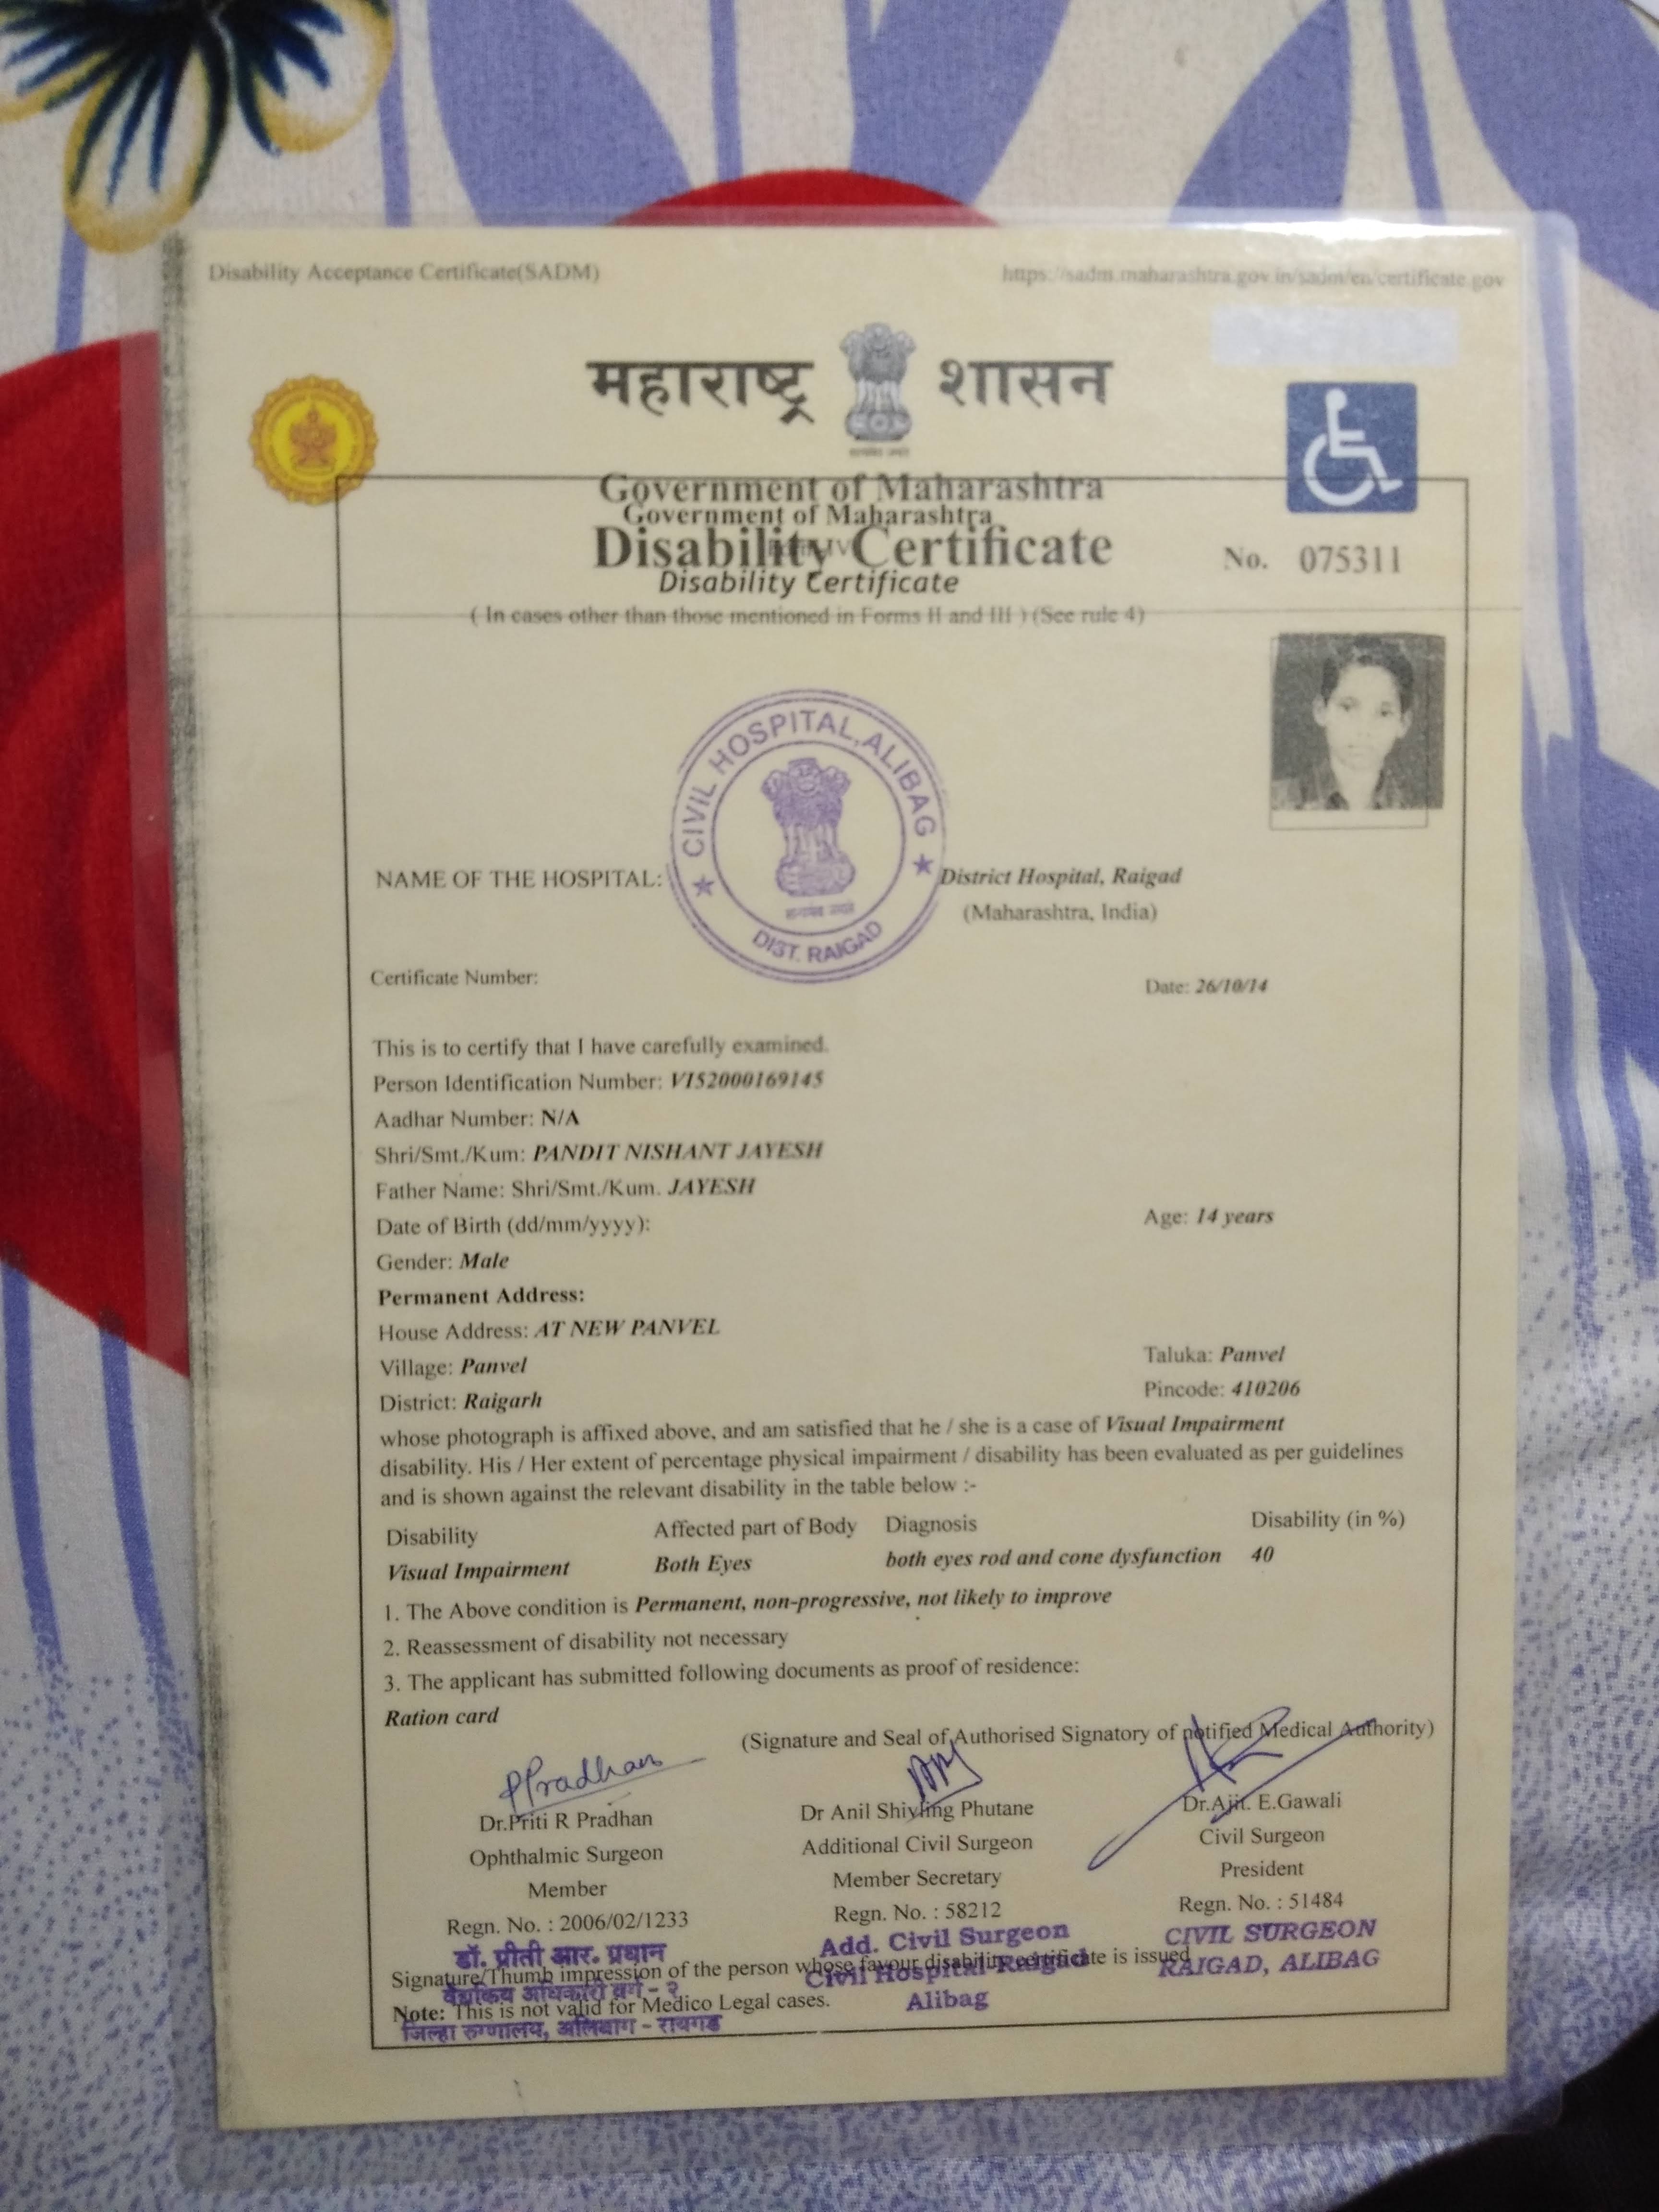 Disability Acceptance Certificate(SADM)
https://sadm.maharashtra.gov.in/sadm/en/certificate.gov
महाराष्ट्र शासन
Government of Maharashtra
Government of Maharashtra
Disability Certificate
No. 075311
Disability Certificate
( In cases other than those mentioned in Forms II and III ) (See rule 4)
CIVIL HOSPITAL, ALIBAG
DIST. RAIGAD
NAME OF THE HOSPITAL: District Hospital, Raigad
(Maharashtra, India)
Certificate Number: Date: 26/10/14
This is to certify that I have carefully examined.
Person Identification Number: VI52000169145
Aadhar Number: N/A
Shri/Smt./Kum: PANDIT NISHANT JAYESH
Father Name: Shri/Smt./Kum. JAYESH
Date of Birth (dd/mm/yyyy): Age: 14 years
Gender: Male
Permanent Address:
House Address: AT NEW PANVEL
Village: Panvel Taluka: Panvel
District: Raigarh Pincode: 410206
whose photograph is affixed above, and am satisfied that he / she is a case of Visual Impairment
disability. His / Her extent of percentage physical impairment / disability has been evaluated as per guidelines
and is shown against the relevant disability in the table below :-
Disability Affected part of Body Diagnosis Disability (in %)
Visual Impairment Both Eyes both eyes rod and cone dysfunction 40
1. The Above condition is Permanent, non-progressive, not likely to improve
2. Reassessment of disability not necessary
3. The applicant has submitted following documents as proof of residence:
Ration card
(Signature and Seal of Authorised Signatory of notified Medical Authority)
PPradhan
Dr.Priti R Pradhan Dr Anil Shivling Phutane Dr.Ajit. E.Gawali
Ophthalmic Surgeon Additional Civil Surgeon Civil Surgeon
Member Member Secretary President
Regn. No. : 2006/02/1233 Regn. No. : 58212 Regn. No. : 51484
डॉ. प्रीती आर. प्रधान Add. Civil Surgeon CIVIL SURGEON
Signature/Thumb impression of the person whose favour disability certificate is issued
वैद्यकिय अधिकारी वर्ग - २ Civil Hospital Raigad RAIGAD, ALIBAG
Note: This is not valid for Medico Legal cases. Alibag
जिल्हा रुग्णालय, अलिबाग - रायगड